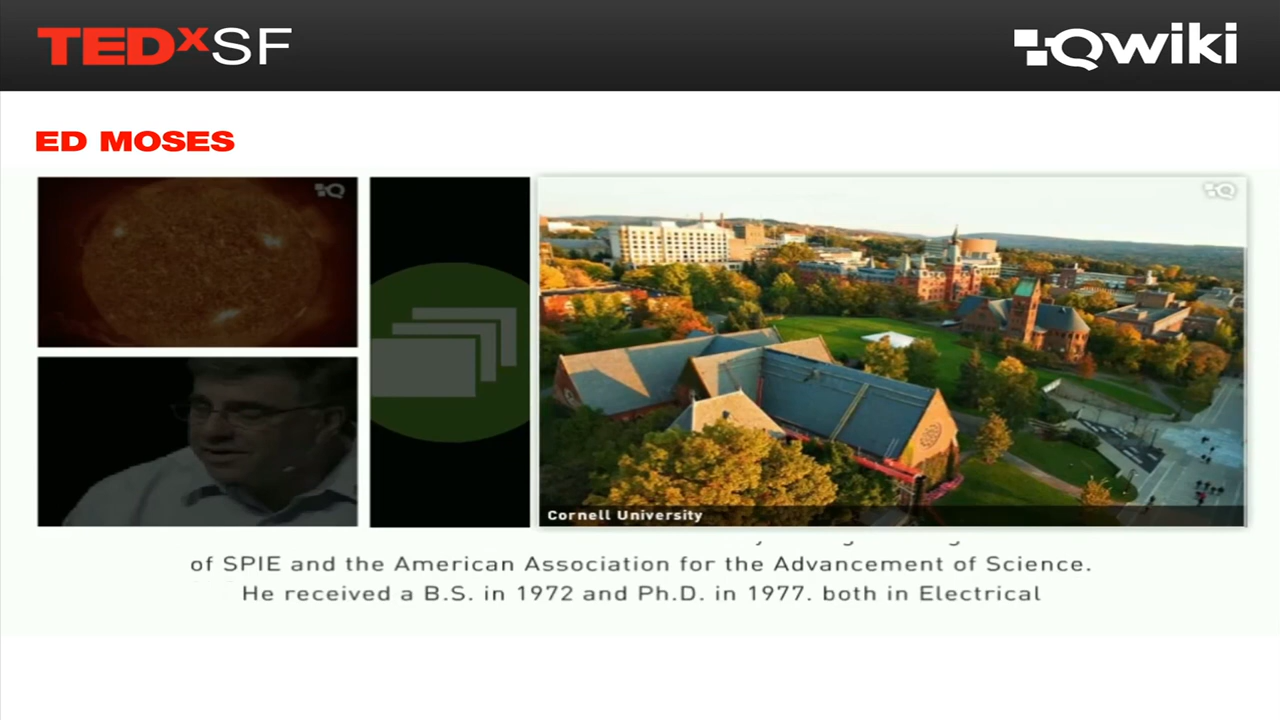 TEDxSF
Qwiki
ED MOSES
Cornell University
of SPIE and the American Association for the Advancement of Science.
He received a B.S. in 1972 and Ph.D. in 1977. both in Electrical